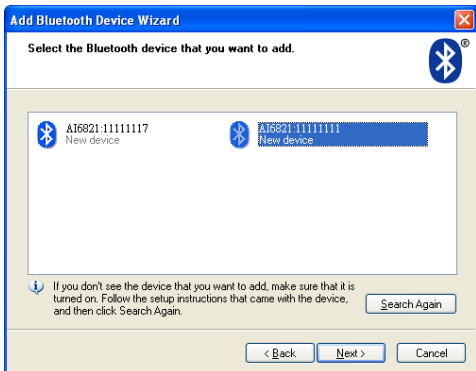 Add Bluetooth Device Wizard
Select the Bluetooth device that you want to add.
®
AI6821:11111117
New device
AI6821:11111111
New device
If you don't see the device that you want to add, make sure that it is
turned on. Follow the setup instructions that came with the device,
and then click Search Again.
Search Again
< Back
Next >
Cancel